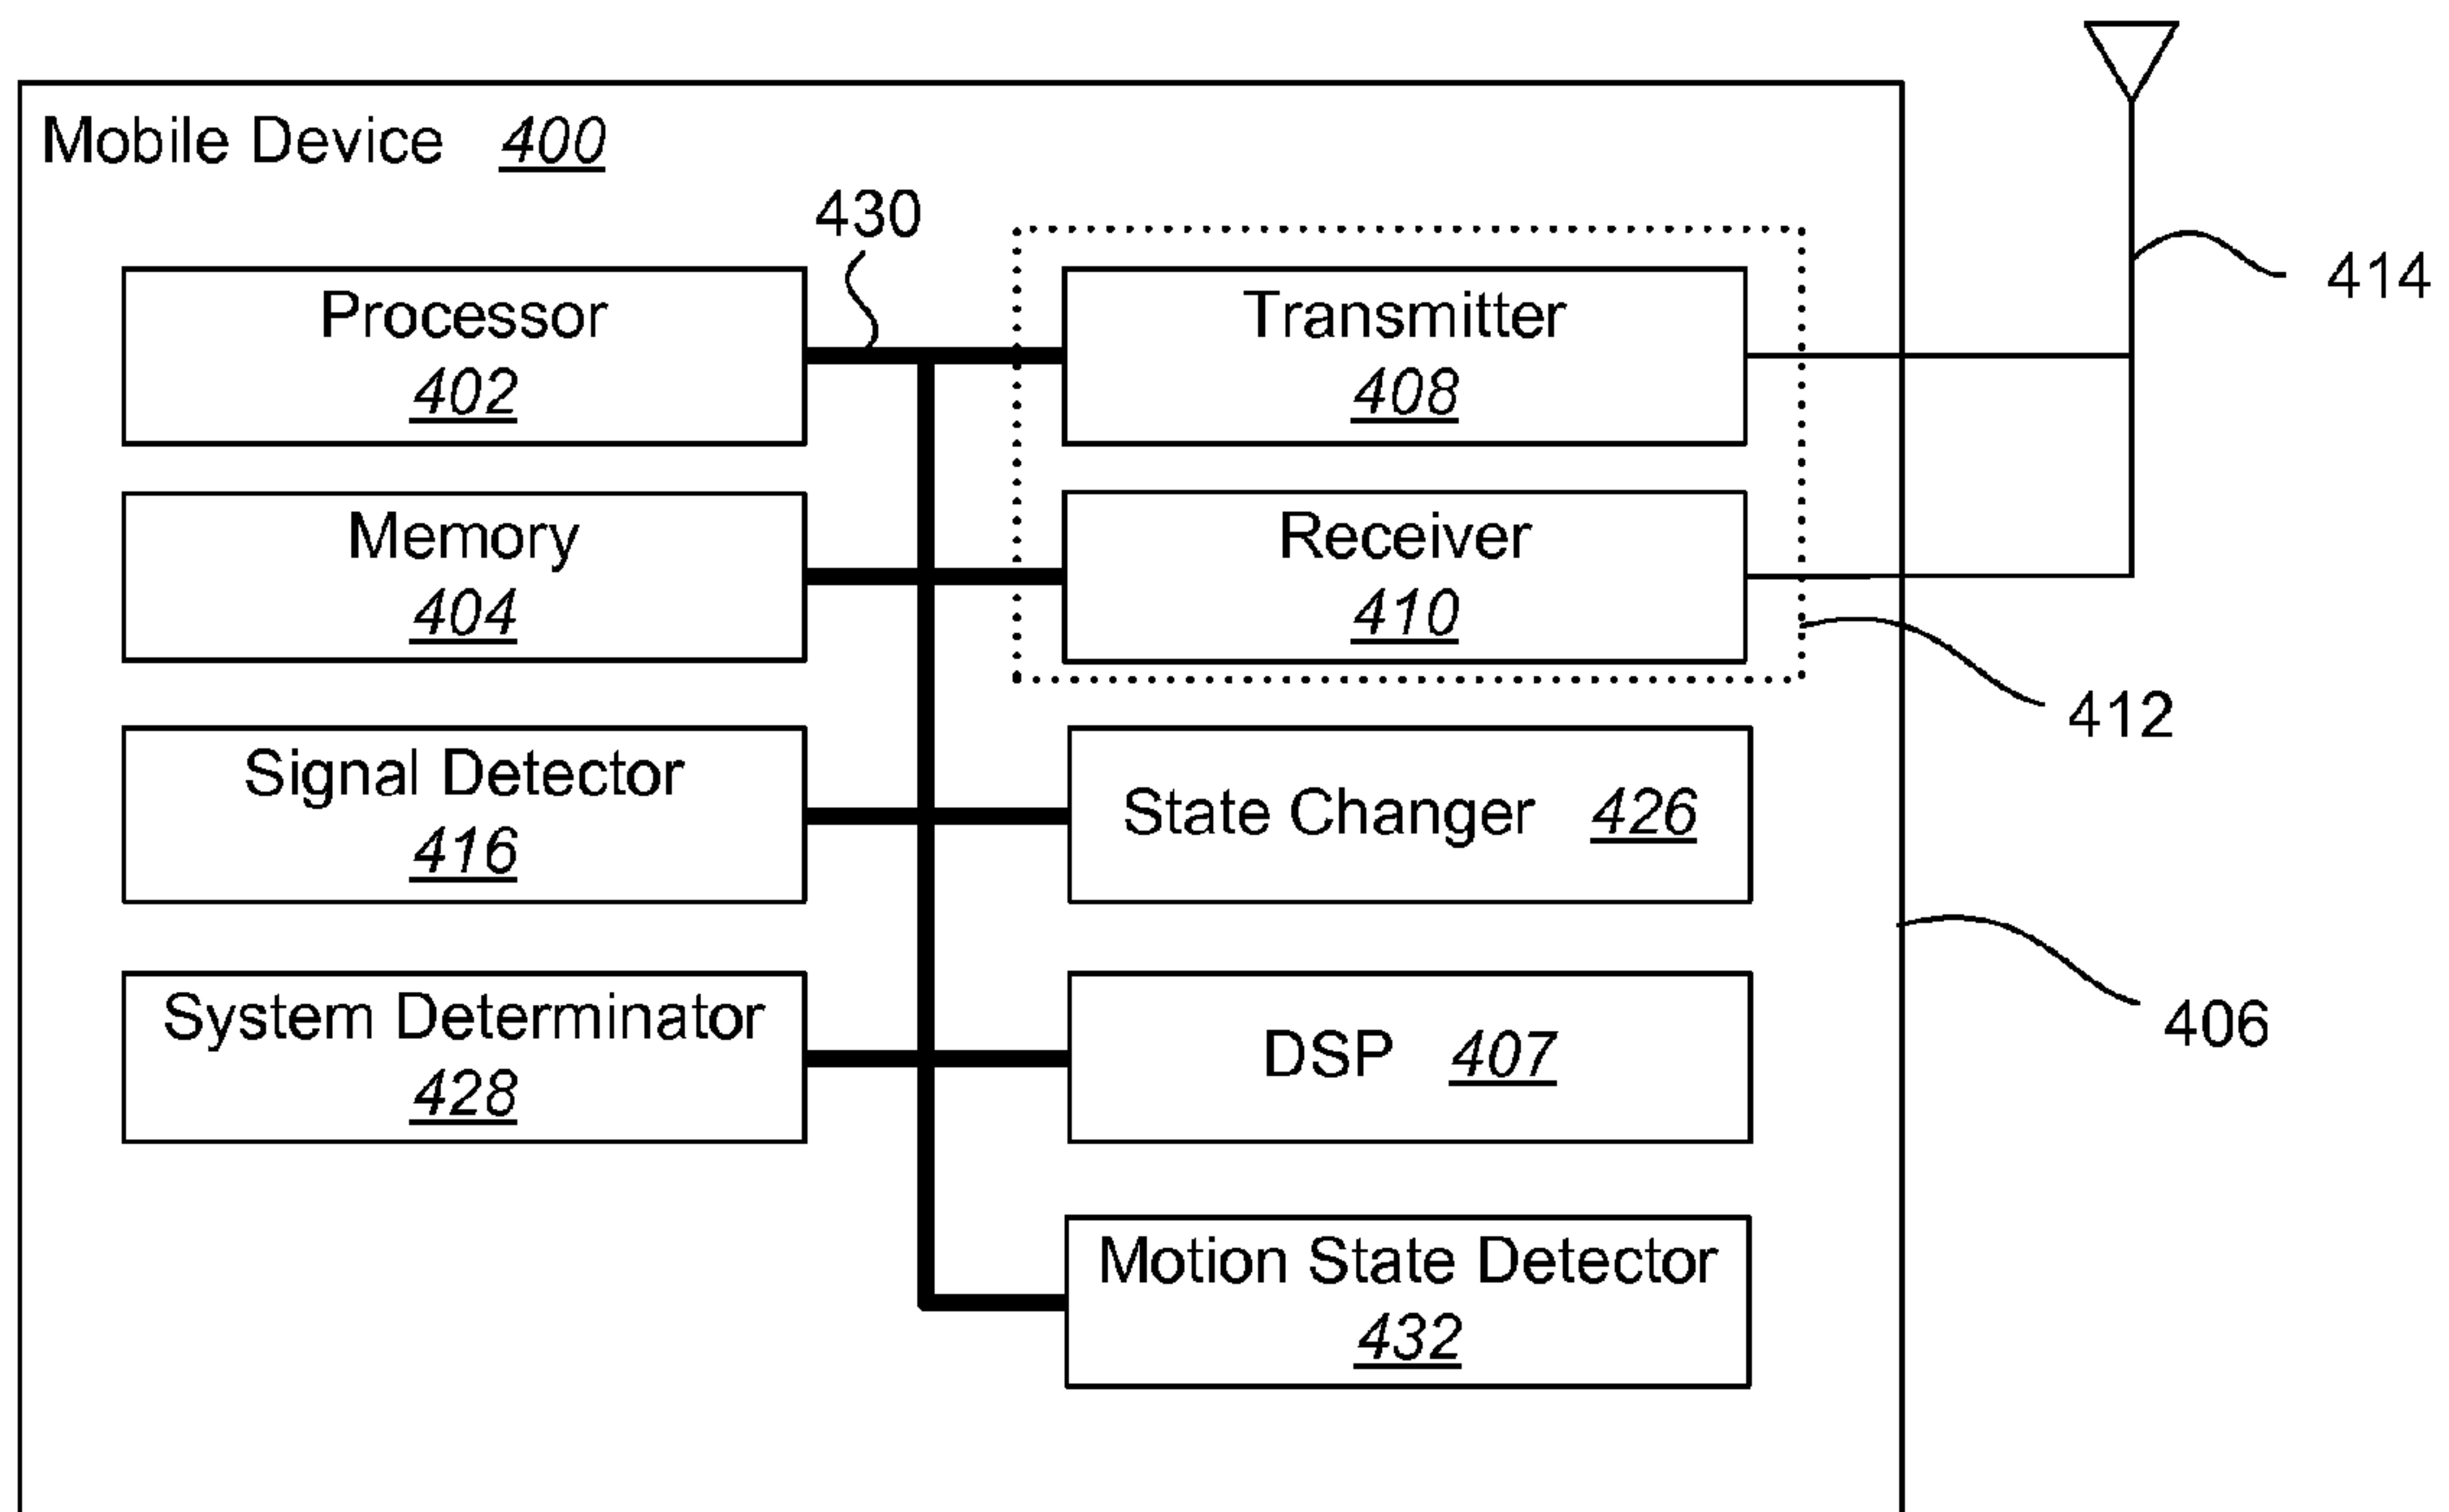 Mobile Device 400
430
Processor
402
Transmitter
408
414
Memory
404
Receiver
410
412
Signal Detector
416
State Changer 426
406
System Determinator
428
DSP 407
Motion State Detector
432